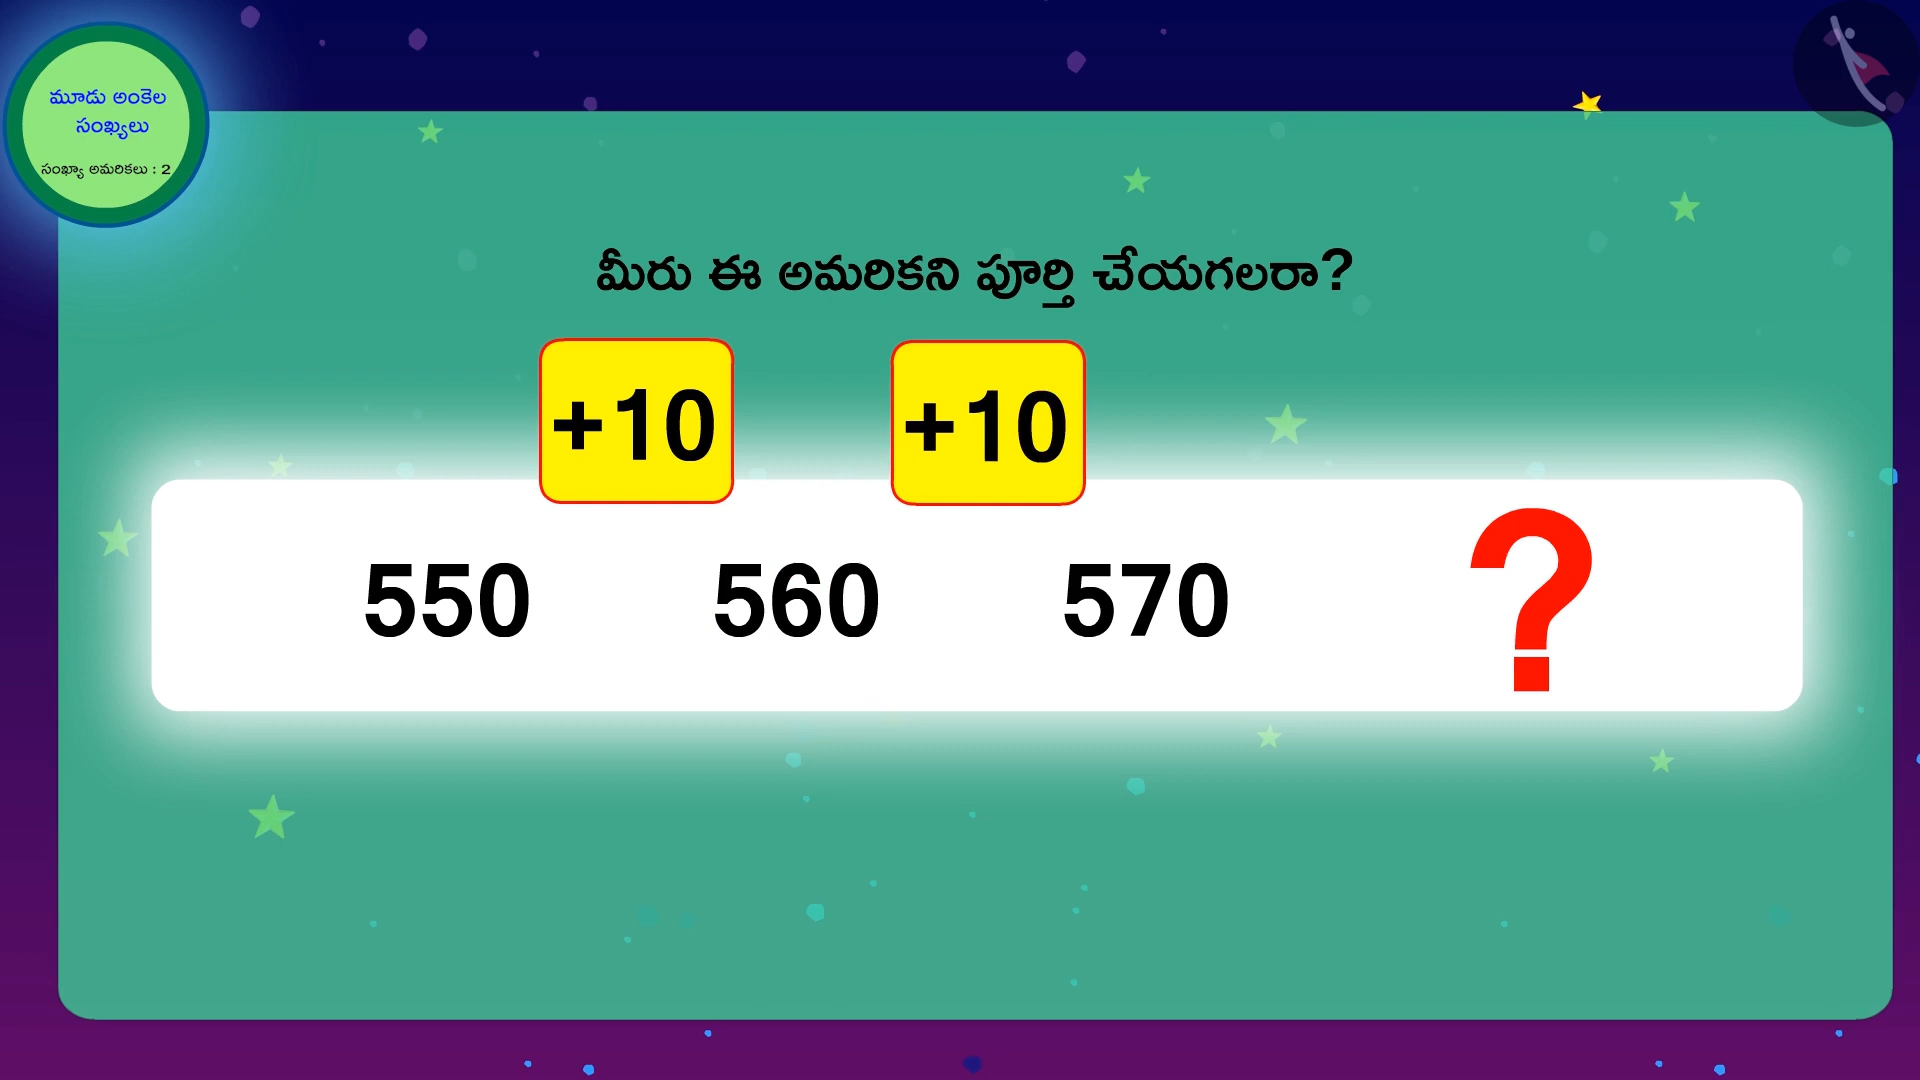 మూడు అంకెల
సంఖ్యలు
సంఖ్యా అమరికలు : 2
మీరు ఈ అమరికని పూర్తి చేయగలరా?
+10 +10
550 560 570 ?